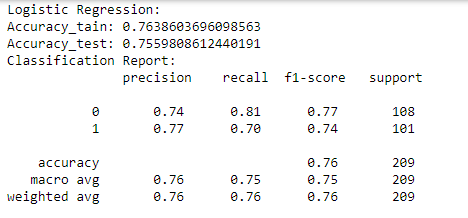 Logistic Regression:
Accuracy_tain: 0.7638603696098563
Accuracy_test: 0.7559808612440191
Classification Report:
precision recall f1-score support
0 0.74 0.81 0.77 108
1 0.77 0.70 0.74 101
accuracy 0.76 209
macro avg 0.76 0.75 0.75 209
weighted avg 0.76 0.76 0.76 209